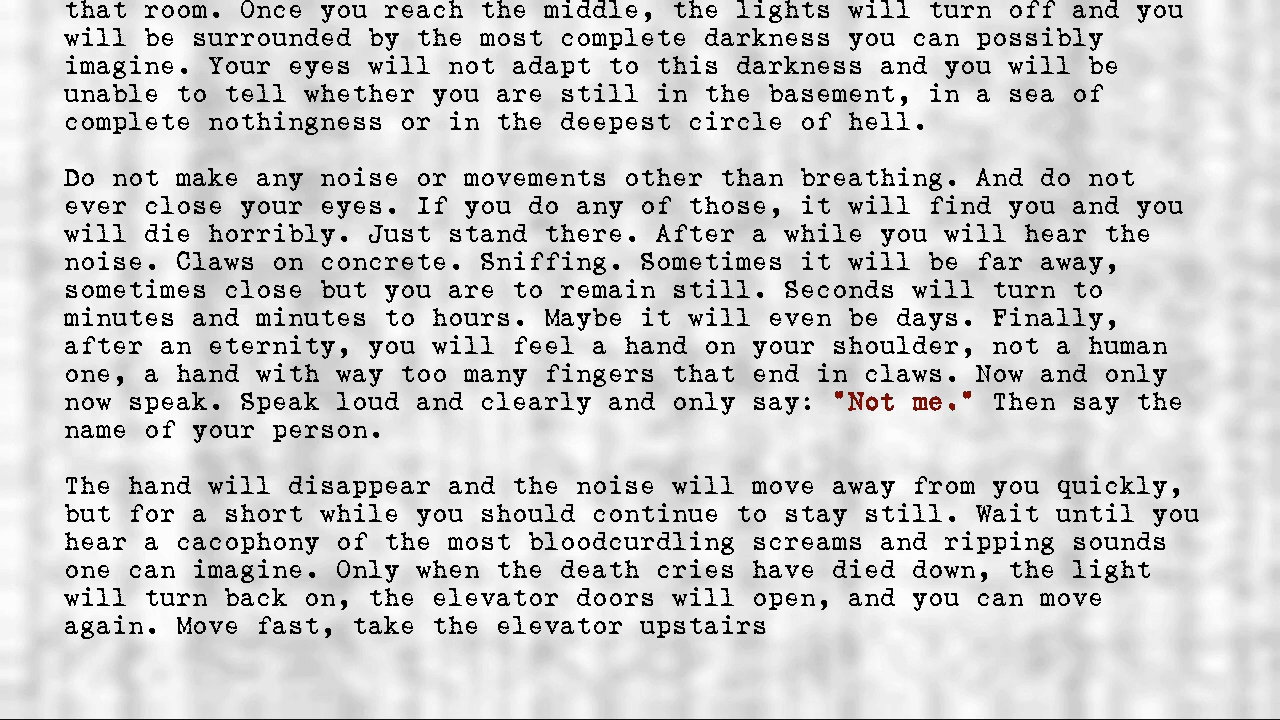 that room. Once you reach the middle, the lights will turn off and you
will be surrounded by the most complete darkness you can possibly
imagine. Your eyes will not adapt to this darkness and you will be
unable to tell whether you are still in the basement, in a sea of
complete nothingness or in the deepest circle of hell.
Do not make any noise or movements other than breathing. And do not
ever close your eyes. If you do any of those, it will find you and you
will die horribly. Just stand there. After a while you will hear the
noise. Claws on concrete. Sniffing. Sometimes it will be far away,
sometimes close but you are to remain still. Seconds will turn to
minutes and minutes to hours. Maybe it will even be days. Finally,
after an eternity, you will feel a hand on your shoulder, not a human
one, a hand with way too many fingers that end in claws. Now and only
now speak. Speak loud and clearly and only say: "Not me." Then say the
name of your person.
The hand will disappear and the noise will move away from you quickly,
but for a short while you should continue to stay still. Wait until you
hear a cacophony of the most bloodcurdling screams and ripping sounds
one can imagine. Only when the death cries have died down, the light
will turn back on, the elevator doors will open, and you can move
again. Move fast, take the elevator upstairs